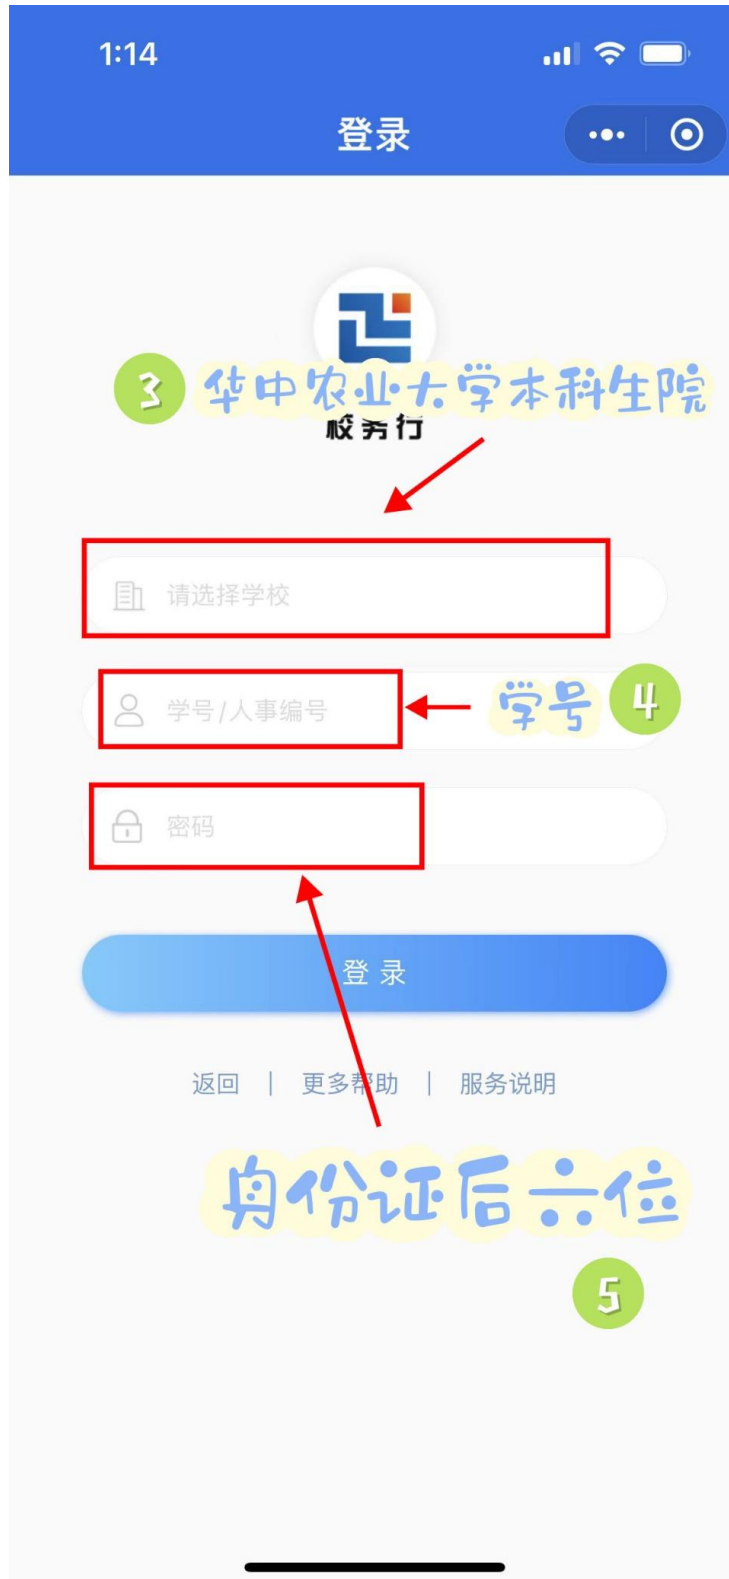 1:14
登录
3 华中农业大学本科生院
校务行
请选择学校
学号/人事编号
学号 4
密码
登 录
返回 | 更多帮助 | 服务说明
身份证后六位
5